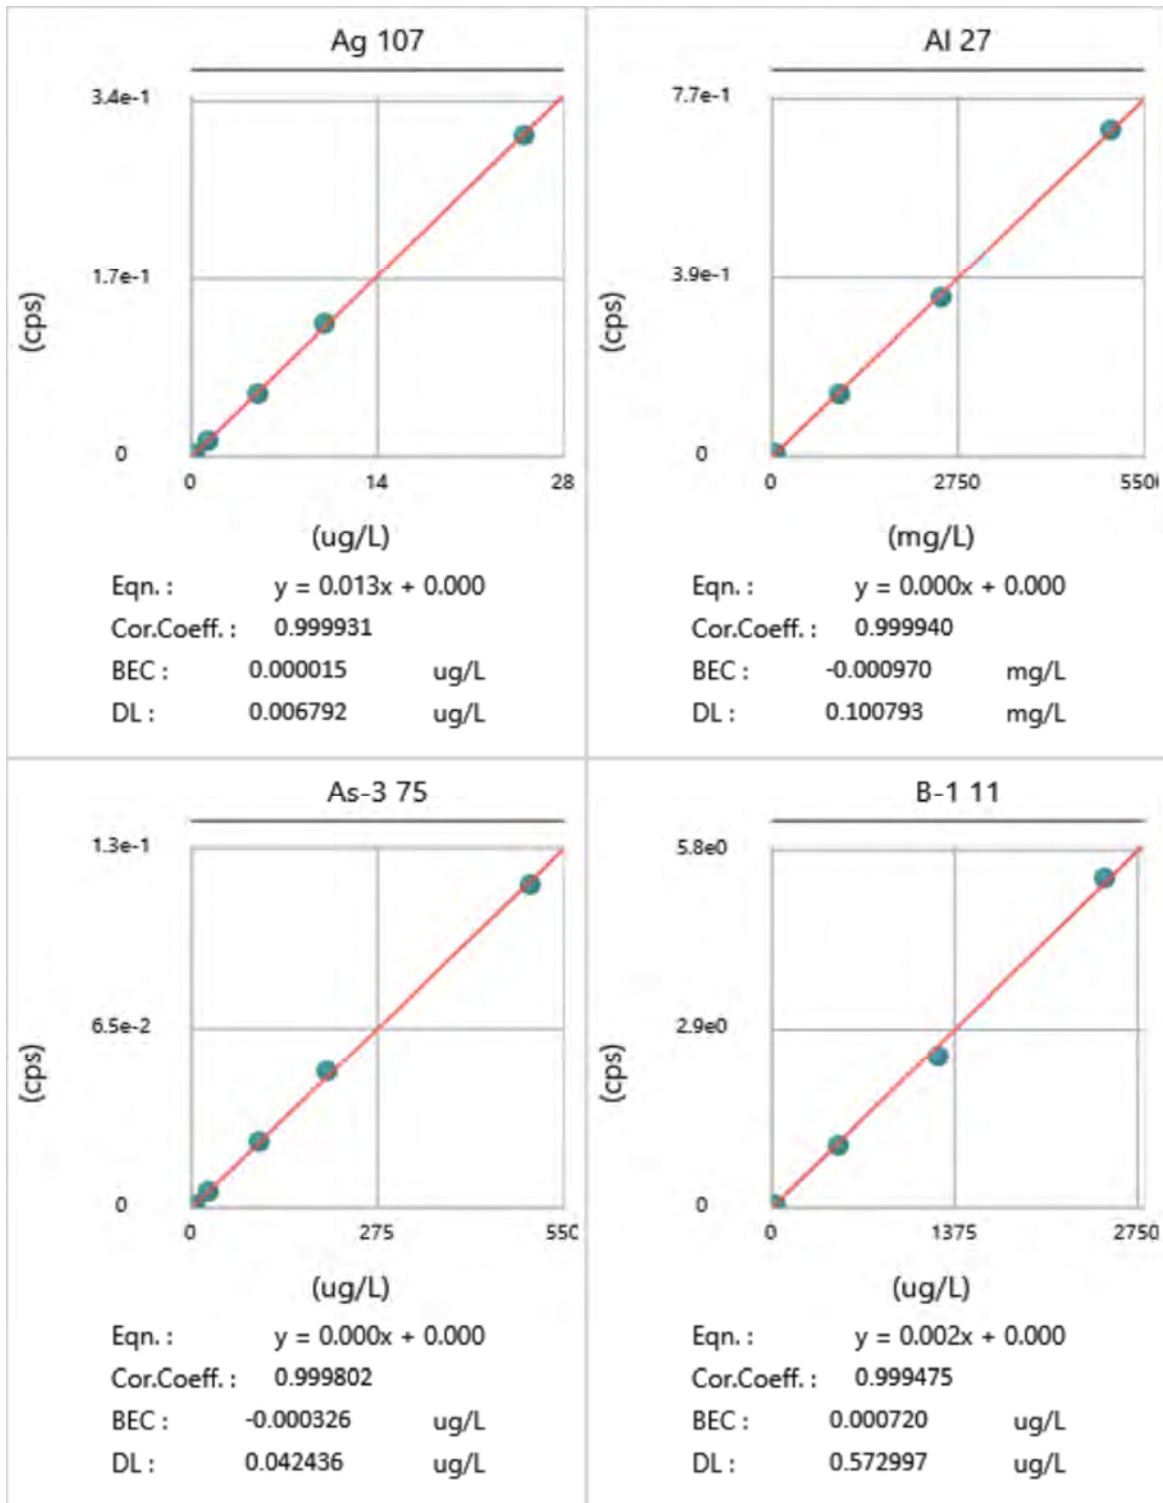 Ag 107
3.4e-1
1.7e-1
0
(cps)
0 14 28
(ug/L)
Eqn. : y = 0.013x + 0.000
Cor.Coeff. : 0.999931
BEC : 0.000015 ug/L
DL : 0.006792 ug/L
Al 27
7.7e-1
3.9e-1
0
(cps)
0 2750 550
(mg/L)
Eqn. : y = 0.000x + 0.000
Cor.Coeff. : 0.999940
BEC : -0.000970 mg/L
DL : 0.100793 mg/L
As-3 75
1.3e-1
6.5e-2
0
(cps)
0 275 550
(ug/L)
Eqn. : y = 0.000x + 0.000
Cor.Coeff. : 0.999802
BEC : -0.000326 ug/L
DL : 0.042436 ug/L
B-1 11
5.8e0
2.9e0
0
(cps)
0 1375 2750
(ug/L)
Eqn. : y = 0.002x + 0.000
Cor.Coeff. : 0.999475
BEC : 0.000720 ug/L
DL : 0.572997 ug/L